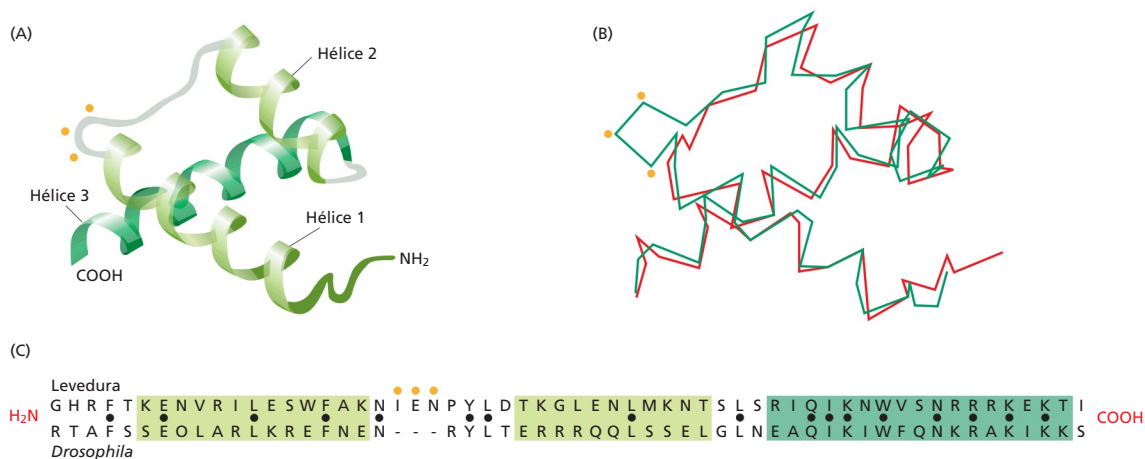 (A)
Hélice 2
Hélice 3
Hélice 1
NH₂
COOH
(B)
(C)
Levedura
G H R F T K E N V R I L E S W F A K N I E N P Y L D T K G L E N L M K N T S L S R I Q I K N W V S N R R R K E K T I
H₂N COOH
R T A F S S E Q L A R L K R E F N E N - - - R Y L T E R R R Q Q L S S E L G L N E A Q I K I W F Q N K R A K I K K S
Drosophila